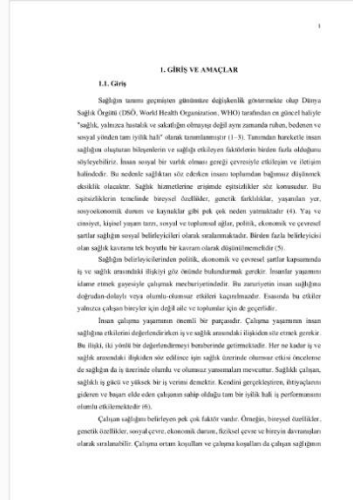 1
1. GİRİŞ VE AMAÇLAR
1.1. Giriş
Sağlığın tanımı geçmişten günümüze değişkenlik göstermekte olup Dünya
Sağlık Örgütü (DSÖ, World Health Organization, WHO) tarafından en güncel haliyle
"sağlık, yalnızca hastalık ve sakatlığın olmayışı değil aynı zamanda ruhen, bedenen ve
sosyal yönden tam iyilik hali" olarak tanımlanmıştır (1–3). Tanımdan hareketle insan
sağlığını oluşturan bileşenlerin ve sağlığı etkileyen faktörlerin birden fazla olduğunu
söyleyebiliriz. İnsan sosyal bir varlık olması gereği çevresiyle etkileşim ve iletişim
halindedir. Bu nedenle sağlıktan söz ederken insanı toplumdan bağımsız düşünmek
eksiklik olacaktır. Sağlık hizmetlerine erişimde eşitsizlikler söz konusudur. Bu
eşitsizliklerin temelinde bireysel özellikler, genetik farklılıklar, yaşanılan yer,
sosyoekonomik durum ve kaynaklar gibi pek çok neden yatmaktadır (4). Yaş ve
cinsiyet, kişisel yaşam tarzı, sosyal ve toplumsal ağlar, politik, ekonomik ve çevresel
şartlar sağlığın sosyal belirleyicileri olarak sıralanmaktadır. Birden fazla belirleyicisi
olan sağlık kavramı tek boyutlu bir kavram olarak düşünülmemelidir (5).
Sağlığın belirleyicilerinden politik, ekonomik ve çevresel şartlar kapsamında
iş ve sağlık arasındaki ilişkiyi göz önünde bulundurmak gerekir. İnsanlar yaşamını
idame etmek gayesiyle çalışmak mecburiyetindedir. Bu zaruriyetin insan sağlığına
doğrudan-dolaylı veya olumlu-olumsuz etkileri kaçınılmazdır. Esasında bu etkiler
yalnızca çalışan bireyler için değil aile ve toplumlar için de geçerlidir.
İnsan çalışma yaşamının önemli bir parçasıdır. Çalışma yaşamının insan
sağlığına etkilerini değerlendirirken iş ve sağlık arasındaki ilişkiden söz etmek gerekir.
Bu ilişki, iki yönlü bir değerlendirmeyi beraberinde getirmektedir. Her ne kadar iş ve
sağlık arasındaki ilişkiden söz edilince işin sağlık üzerinde olumsuz etkisi öncelense
de sağlığın da iş üzerinde olumlu ve olumsuz yansımaları mevcuttur. Sağlıklı çalışan,
sağlıklı iş gücü ve yüksek bir iş verimi demektir. Kendini gerçekleştiren, ihtiyaçlarını
gideren ve başarı elde eden çalışanın sahip olduğu tam bir iyilik hali iş performansını
olumlu etkilemektedir (6).
Çalışan sağlığını belirleyen pek çok faktör vardır. Örneğin, bireysel özellikler,
genetik özellikler, sosyal çevre, ekonomik durum, fiziksel çevre ve bireyin davranışları
olarak sıralanabilir. Çalışma ortam koşulları ve çalışma koşulları da çalışan sağlığının